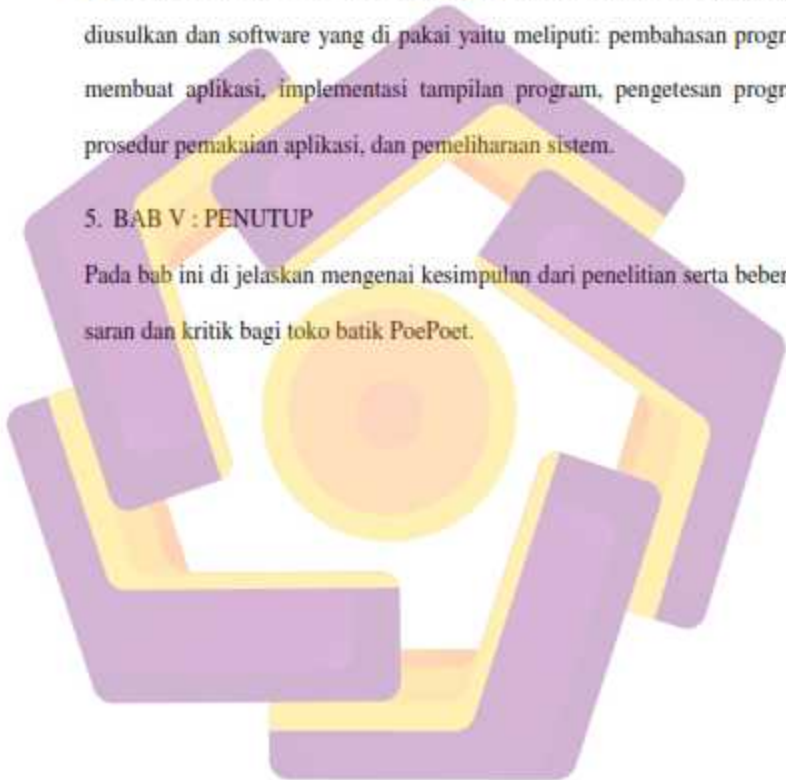 diusulkan dan software yang di pakai yaitu meliputi: pembahasan progr
membuat aplikasi, implementasi tampilan program, pengetesan progr
prosedur pemakaian aplikasi, dan pemeliharaan sistem.
5. BAB V : PENUTUP
Pada bab ini di jelaskan mengenai kesimpulan dari penelitian serta beber
saran dan kritik bagi toko batik PoePoet.